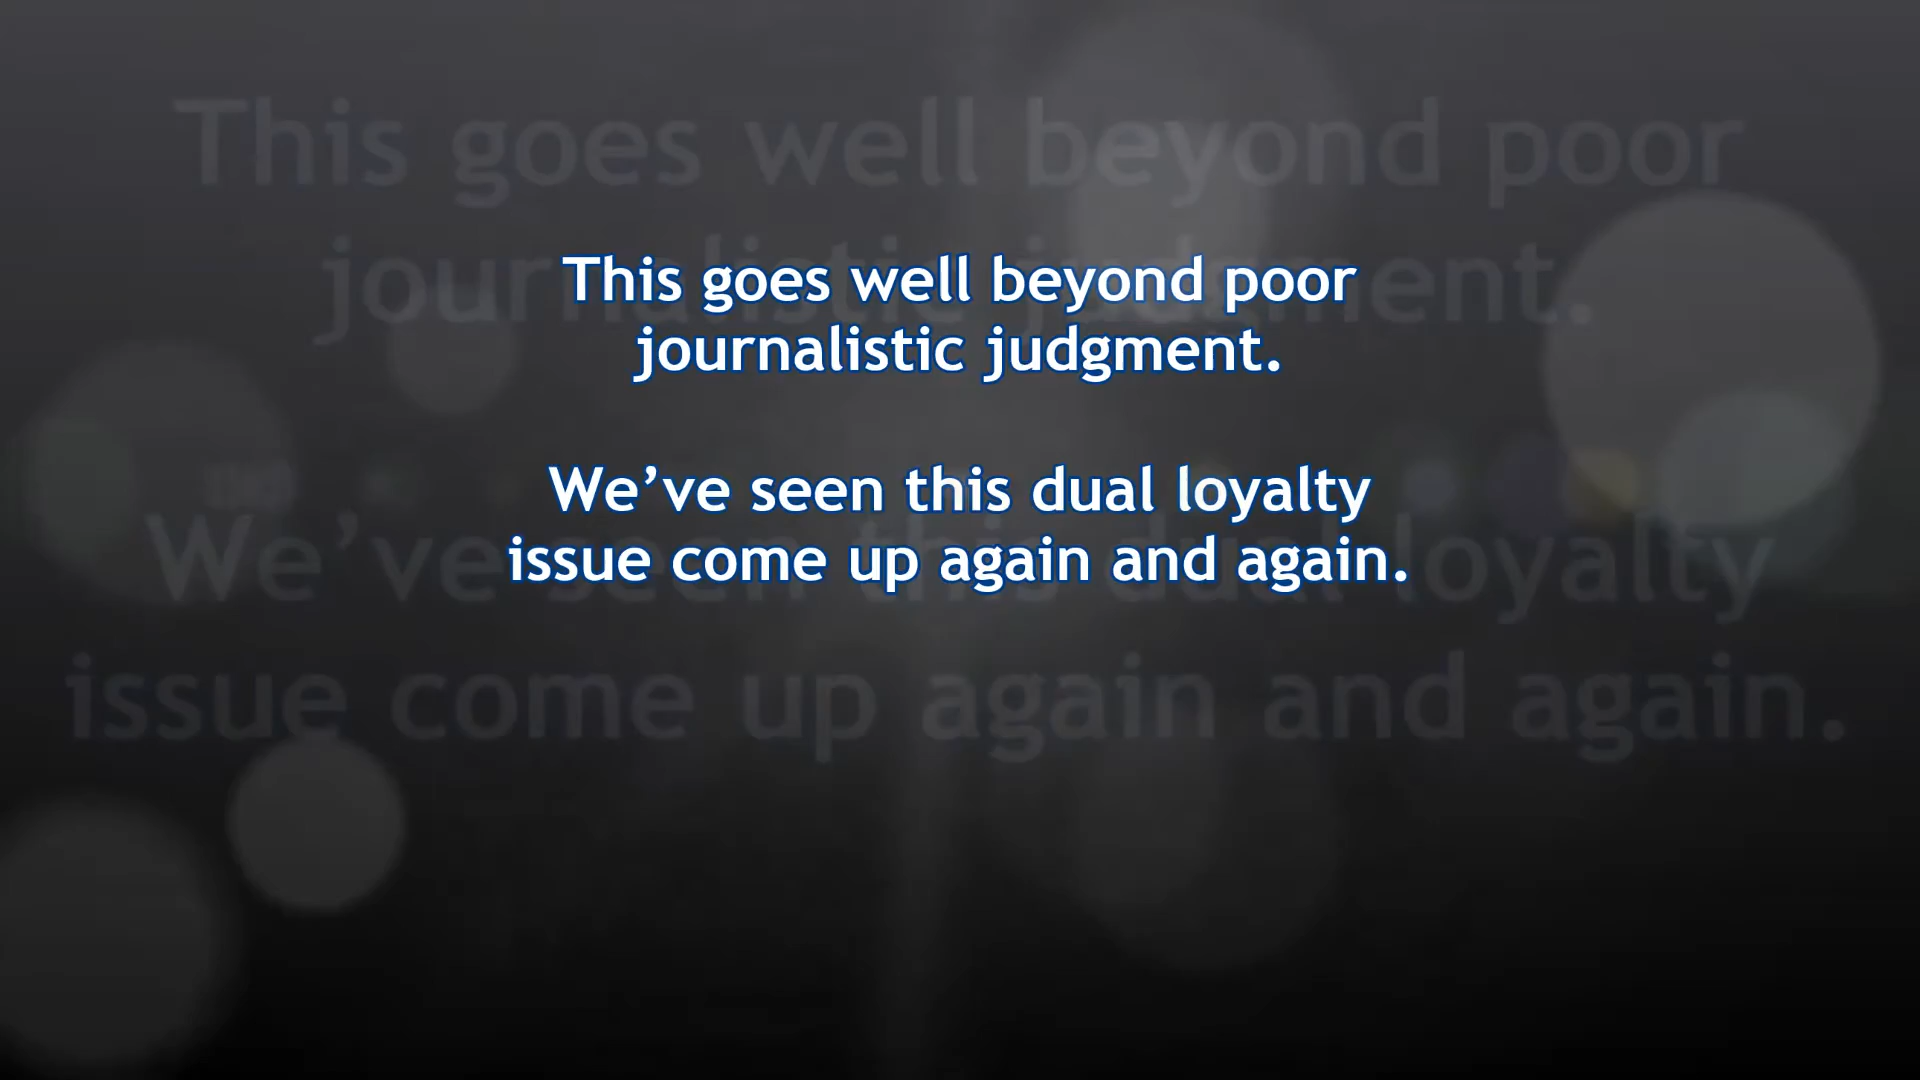 This goes well beyond poor
journalistic judgment.
We’ve seen this dual loyalty
issue come up again and again.